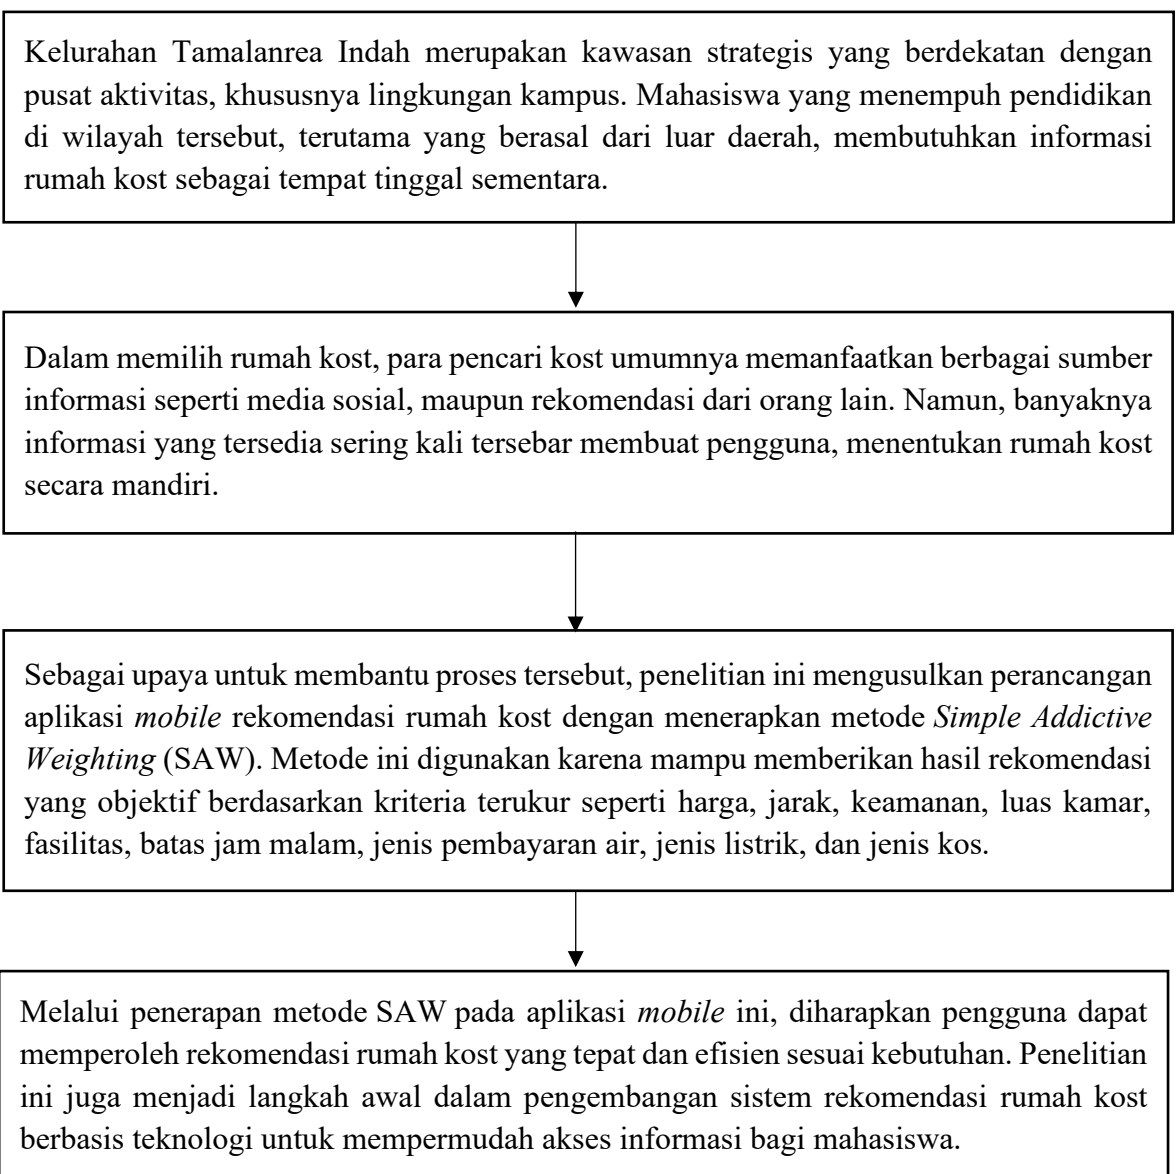 Kelurahan Tamalanrea Indah merupakan kawasan strategis yang berdekatan dengan
pusat aktivitas, khususnya lingkungan kampus. Mahasiswa yang menempuh pendidikan
di wilayah tersebut, terutama yang berasal dari luar daerah, membutuhkan informasi
rumah kost sebagai tempat tinggal sementara.
Dalam memilih rumah kost, para pencari kost umumnya memanfaatkan berbagai sumber
informasi seperti media sosial, maupun rekomendasi dari orang lain. Namun, banyaknya
informasi yang tersedia sering kali tersebar membuat pengguna, menentukan rumah kost
secara mandiri.
Sebagai upaya untuk membantu proses tersebut, penelitian ini mengusulkan perancangan
aplikasi mobile rekomendasi rumah kost dengan menerapkan metode Simple Addictive
Weighting (SAW). Metode ini digunakan karena mampu memberikan hasil rekomendasi
yang objektif berdasarkan kriteria terukur seperti harga, jarak, keamanan, luas kamar,
fasilitas, batas jam malam, jenis pembayaran air, jenis listrik, dan jenis kos.
Melalui penerapan metode SAW pada aplikasi mobile ini, diharapkan pengguna dapat
memperoleh rekomendasi rumah kost yang tepat dan efisien sesuai kebutuhan. Penelitian
ini juga menjadi langkah awal dalam pengembangan sistem rekomendasi rumah kost
berbasis teknologi untuk mempermudah akses informasi bagi mahasiswa.